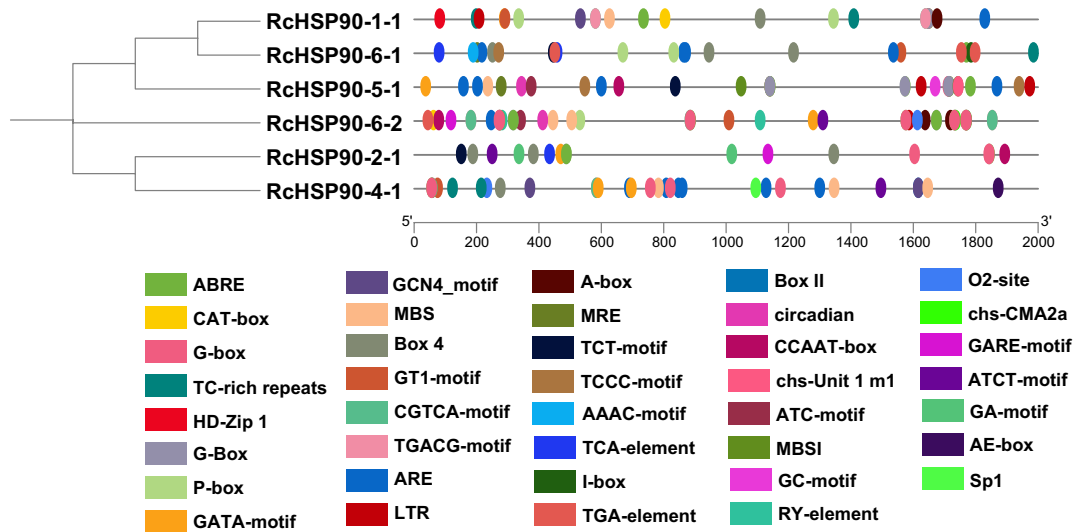 RcHSP90-1-1
RcHSP90-6-1
RcHSP90-5-1
RcHSP90-6-2
RcHSP90-2-1
RcHSP90-4-1
5' 3'
0 200 400 600 800 1000 1200 1400 1600 1800 2000
ABRE
CAT-box
G-box
TC-rich repeats
HD-Zip 1
G-Box
P-box
GATA-motif
GCN4_motif
MBS
Box 4
GT1-motif
CGTCA-motif
TGACG-motif
ARE
LTR
A-box
MRE
TCT-motif
TCCC-motif
AAAC-motif
TCA-element
I-box
TGA-element
Box II
circadian
CCAAT-box
chs-Unit 1 m1
ATC-motif
MBSI
GC-motif
RY-element
O2-site
chs-CMA2a
GARE-motif
ATCT-motif
GA-motif
AE-box
Sp1